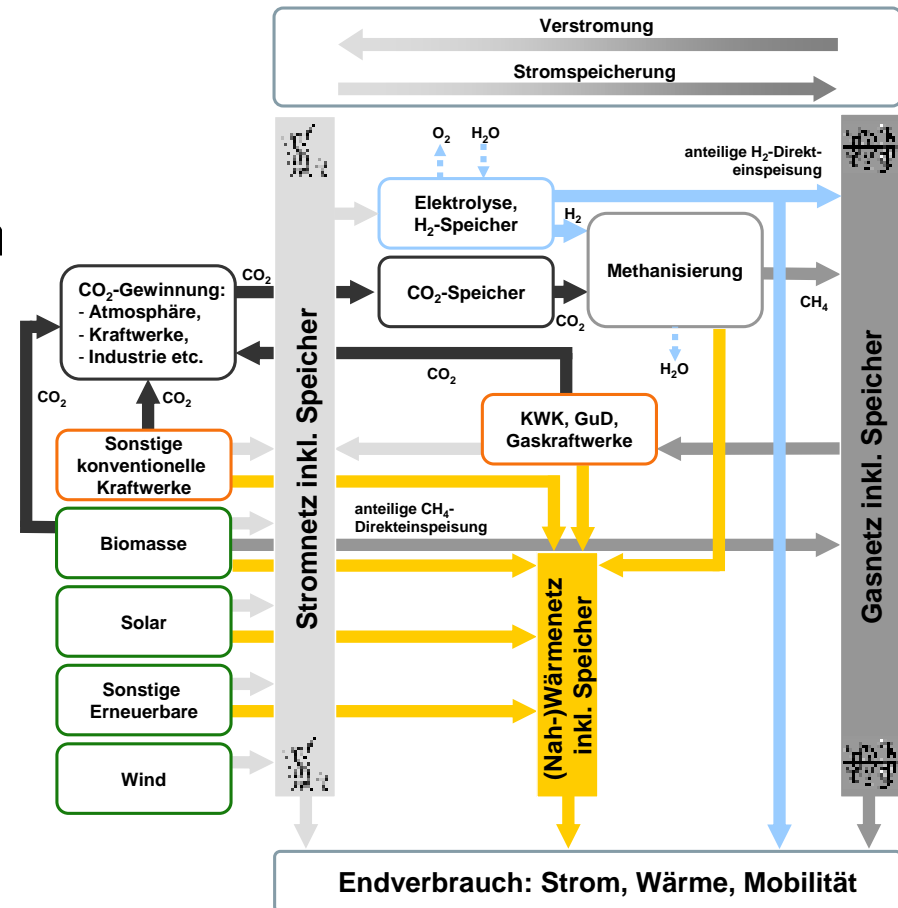 Verstromung
Stromspeicherung
O₂
H₂O
anteilige H₂-Direkt-
einspeisung
Elektrolyse,
H₂-Speicher
H₂
Methanisierung
CH₄
CO₂
CO₂-Gewinnung:
- Atmosphäre,
- Kraftwerke,
- Industrie etc.
CO₂-Speicher
CO₂
H₂O
CO₂
CO₂
CO₂
KWK, GuD,
Gaskraftwerke
Sonstige
konventionelle
Kraftwerke
anteilige CH₄-
Direkteinspeisung
Biomasse
Solar
Sonstige
Erneuerbare
Wind
Stromnetz inkl. Speicher
(Nah-)Wärmenetz
inkl. Speicher
Gasnetz inkl. Speicher
Endverbrauch: Strom, Wärme, Mobilität